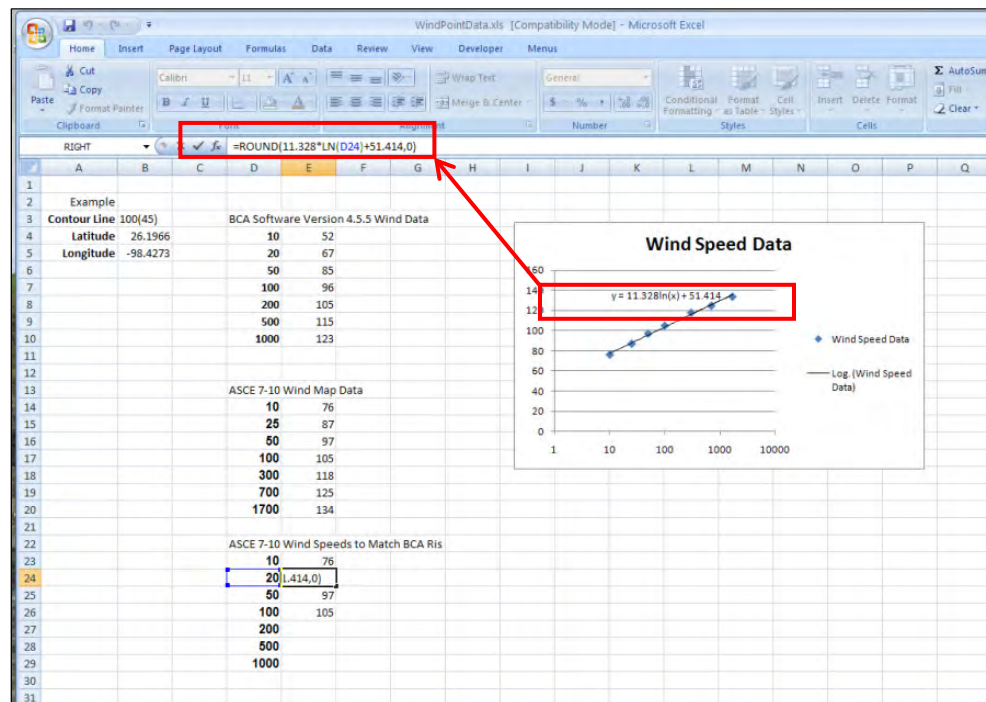 WindPointData.xls [Compatibility Mode] - Microsoft Excel
Home Insert Page Layout Formulas Data Review View Developer Menus
Paste
Cut
Copy
Format Painter
Clipboard
Calibri 11 A A
B I U
Font
Wrap Text
Merge & Center
Alignment
General
$ % ,
Number
Conditional Formatting
Format as Table
Cell Styles
Styles
Insert Delete Format
Cells
Σ AutoSum
Fill
Clear
RIGHT fx =ROUND(11.328*LN(D24)+51.414,0)
A B C D E F G H I J K L M N O P Q
1
2 Example
3 Contour Line 100(45) BCA Software Version 4.5.5 Wind Data
4 Latitude 26.1966 10 52
5 Longitude -98.4273 20 67
6 50 85
7 100 96
8 200 105
9 500 115
10 1000 123
11
12
13 ASCE 7-10 Wind Map Data
14 10 76
15 25 87
16 50 97
17 100 105
18 300 118
19 700 125
20 1700 134
21
22 ASCE 7-10 Wind Speeds to Match BCA Ris
23 10 76
24 20 1.414,0)
25 50 97
26 100 105
27 200
28 500
29 1000
30
31
Wind Speed Data
160
140
120
100
80
60
40
20
0
1 10 100 1000 10000
y = 11.328ln(x) + 51.414
Wind Speed Data
Log. (Wind Speed
Data)